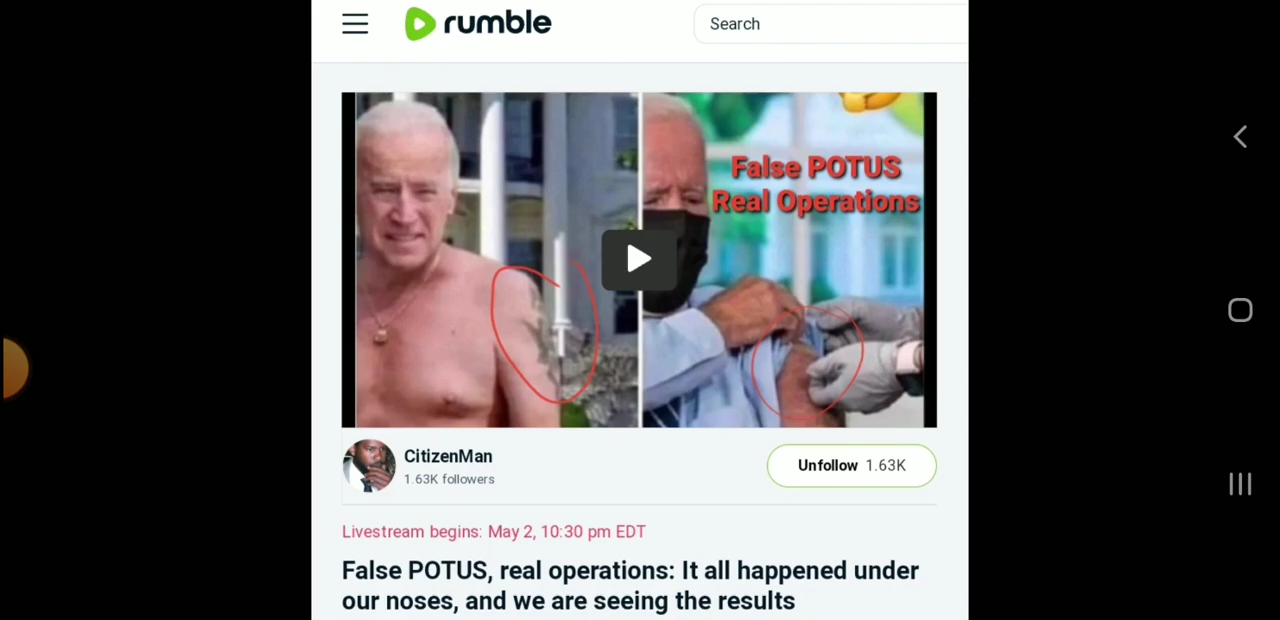 rumble
Search
False POTUS
Real Operations
CitizenMan
1.63K followers
Unfollow 1.63K
Livestream begins: May 2, 10:30 pm EDT
False POTUS, real operations: It all happened under
our noses, and we are seeing the results